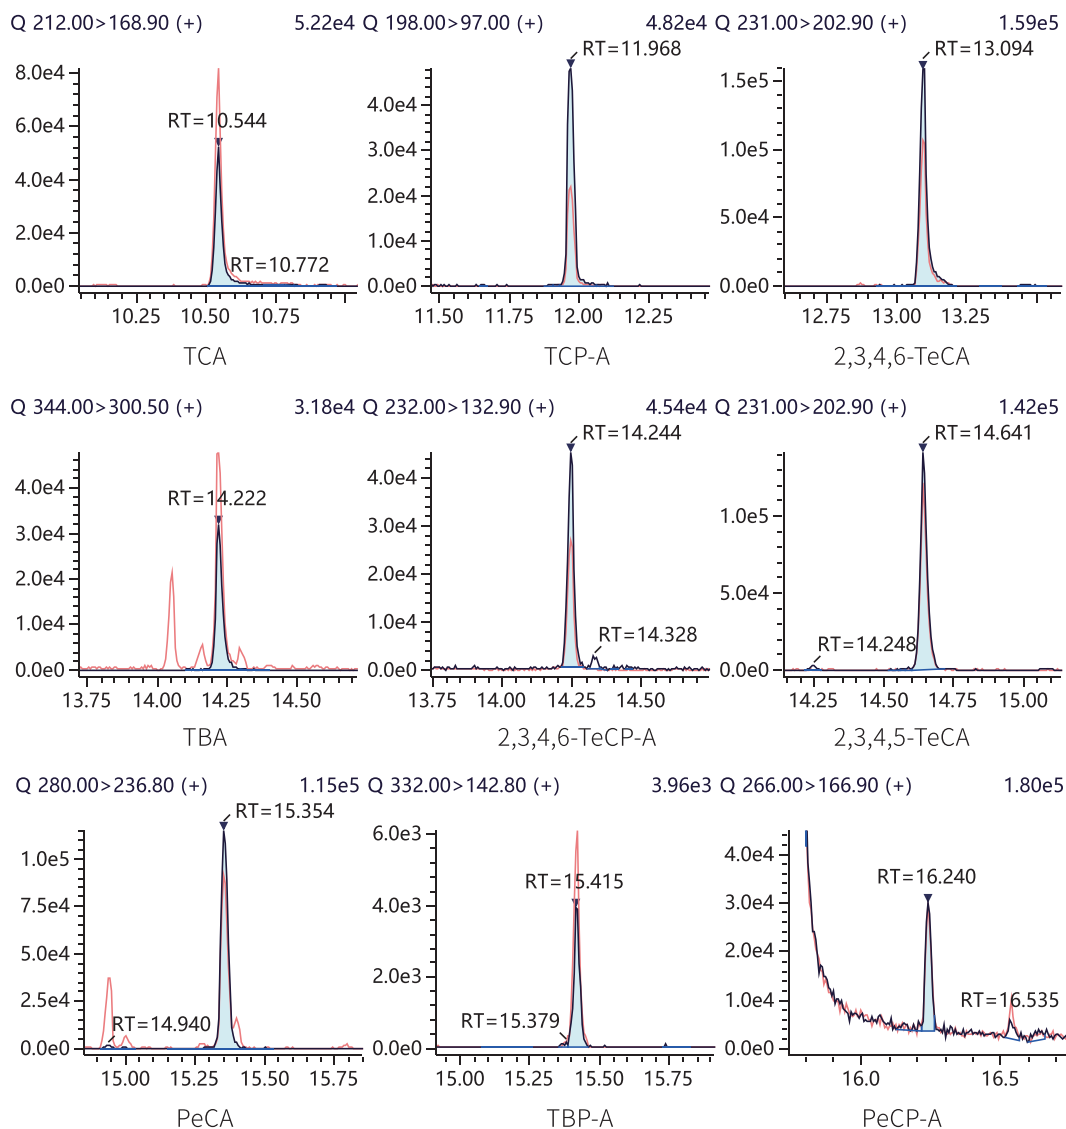 Q 212.00>168.90 (+) 5.22e4 Q 198.00>97.00 (+) 4.82e4 Q 231.00>202.90 (+) 1.59e5
RT=11.968 RT=13.094
8.0e4
6.0e4
4.0e4
2.0e4
0.0e0
RT=10.544
RT=10.772
10.25 10.50 10.75
TCA
4.0e4
3.0e4
2.0e4
1.0e4
0.0e0
11.50 11.75 12.00 12.25
TCP-A
1.5e5
1.0e5
5.0e4
0.0e0
12.75 13.00 13.25
2,3,4,6-TeCA
Q 344.00>300.50 (+) 3.18e4 Q 232.00>132.90 (+) 4.54e4 Q 231.00>202.90 (+) 1.42e5
RT=14.244 RT=14.641
4.0e4
3.0e4
2.0e4
1.0e4
0.0e0
RT=14.222
13.75 14.00 14.25 14.50
TBA
4.0e4
3.0e4
2.0e4
1.0e4
0.0e0
RT=14.328
13.75 14.00 14.25 14.50
2,3,4,6-TeCP-A
1.0e5
5.0e4
0.0e0
RT=14.248
14.25 14.50 14.75 15.00
2,3,4,5-TeCA
Q 280.00>236.80 (+) 1.15e5 Q 332.00>142.80 (+) 3.96e3 Q 266.00>166.90 (+) 1.80e5
RT=15.354
1.0e5
7.5e4
5.0e4
2.5e4
0.0e0
RT=14.940
15.00 15.25 15.50 15.75
PeCA
6.0e3
4.0e3
2.0e3
0.0e0
RT=15.415
RT=15.379
15.00 15.25 15.50 15.75
TBP-A
4.0e4
3.0e4
2.0e4
1.0e4
0.0e0
RT=16.240
RT=16.535
16.0 16.5
PeCP-A